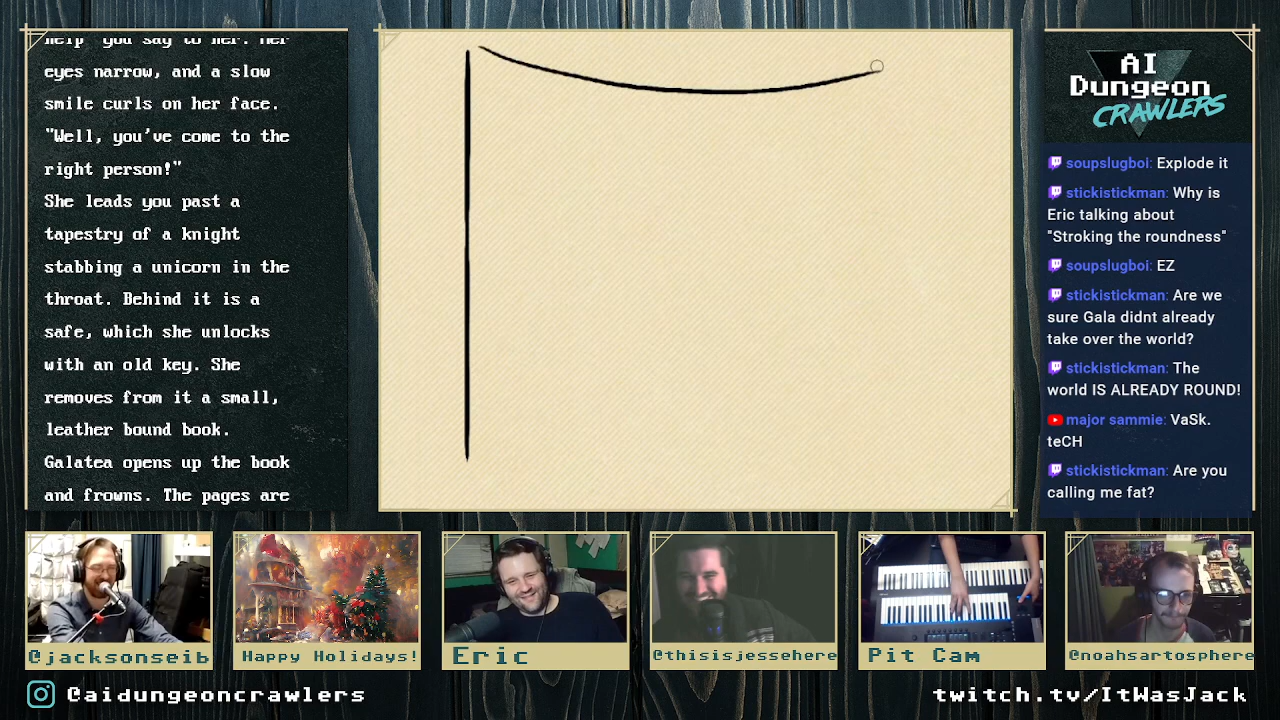 help" you say to her. Her
eyes narrow, and a slow
smile curls on her face.
"Well, you've come to the
right person!"
She leads you past a
tapestry of a knight
stabbing a unicorn in the
throat. Behind it is a
safe, which she unlocks
with an old key. She
removes from it a small,
leather bound book.
Galatea opens up the book
and frowns. The pages are
AI
Dungeon
CRAWLERS
soupslugboi: Explode it
stickistickman: Why is
Eric talking about
"Stroking the roundness"
soupslugboi: EZ
stickistickman: Are we
sure Gala didnt already
take over the world?
stickistickman: The
world IS ALREADY ROUND!
major sammie: VaSk.
teCH
stickistickman: Are you
calling me fat?
@jacksonseib
Happy Holidays!
Eric
@thisisjessehere
Pit Cam
@noahsartosphere
@aidungeoncrawlers
twitch.tv/ItWasJack